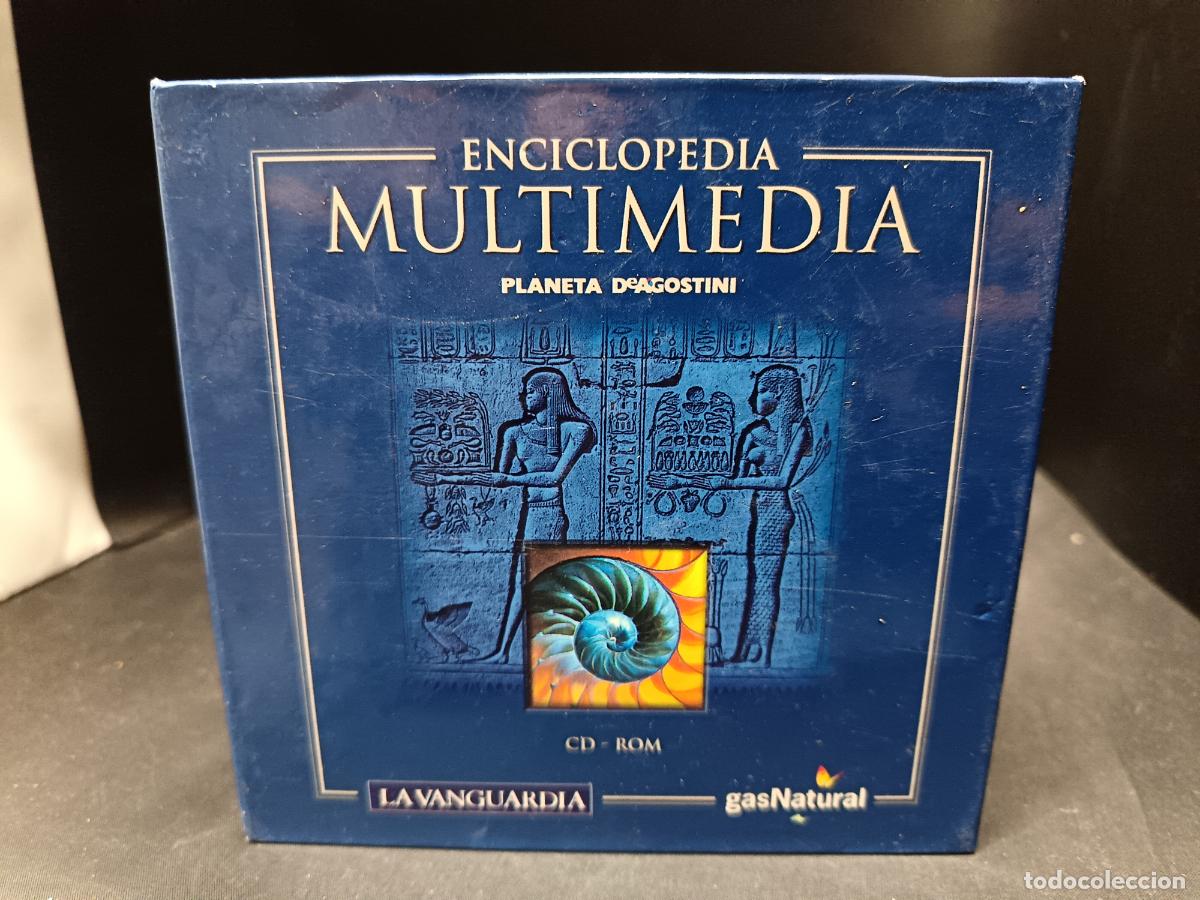 ENCICLOPEDIA
MULTIMEDIA
PLANETA DeAGOSTINI
CD - ROM
LA VANGUARDIA
gasNatural
todocoleccion